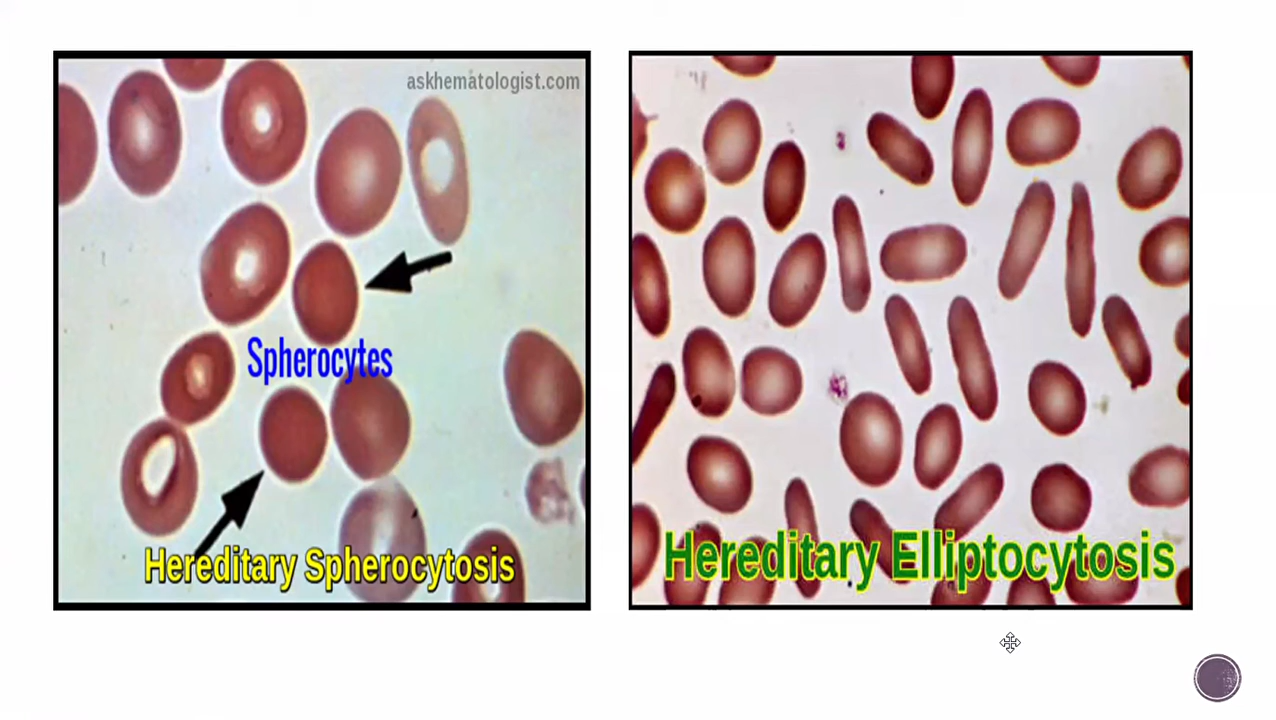 askhematologist.com
Spherocytes
Hereditary Spherocytosis
Hereditary Elliptocytosis